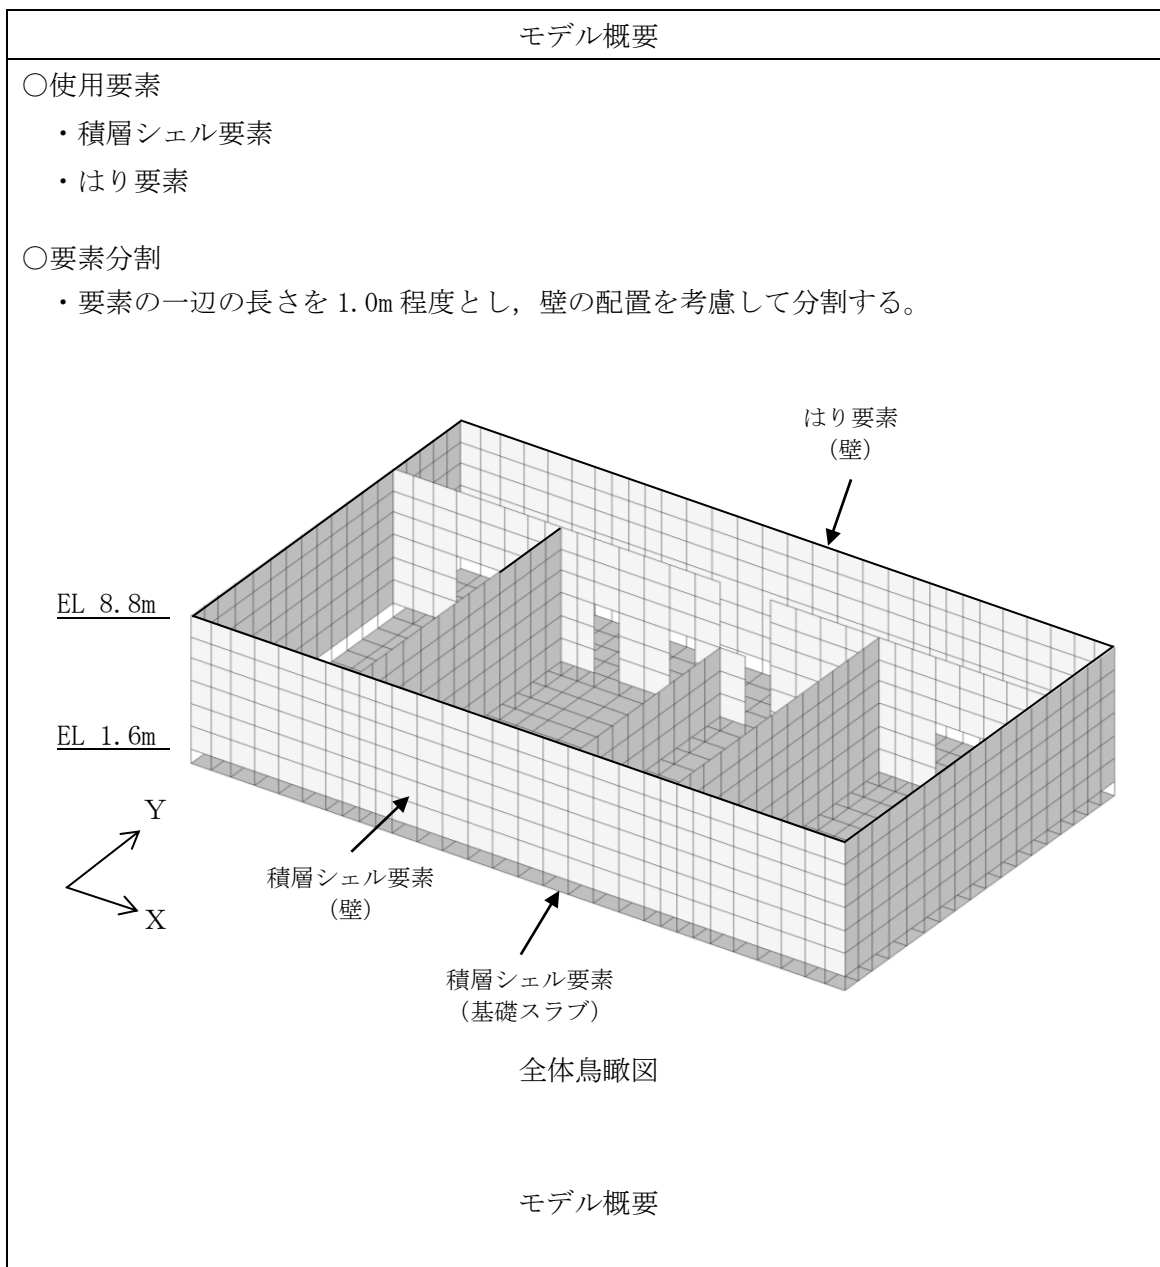 モデル概要
○使用要素
・積層シェル要素
・はり要素
○要素分割
・要素の一辺の長さを 1.0m 程度とし，壁の配置を考慮して分割する。
はり要素
（壁）
EL 8.8m
EL 1.6m
Y
X
積層シェル要素
（壁）
積層シェル要素
（基礎スラブ）
全体鳥瞰図
モデル概要